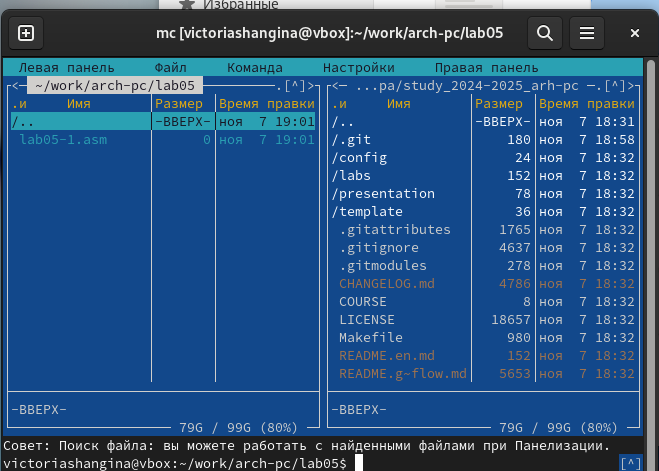 Избранные
mc [victoriashangina@vbox]:~/work/arch-pc/lab05
Левая панель Файл Команда Настройки Правая панель
<— ~/work/arch-pc/lab05 —.[^]> <— ...pa/study_2024-2025_arh-pc —.[^]>
.и Имя Размер Время правки .и Имя Размер Время правки
/.. -ВВЕРХ- ноя 7 19:01 /.. -ВВЕРХ- ноя 7 18:31
lab05-1.asm 0 ноя 7 19:01 /.git 180 ноя 7 18:58
/config 24 ноя 7 18:32
/labs 152 ноя 7 18:32
/presentation 78 ноя 7 18:32
/template 36 ноя 7 18:32
.gitattributes 1765 ноя 7 18:32
.gitignore 4637 ноя 7 18:32
.gitmodules 278 ноя 7 18:32
CHANGELOG.md 4786 ноя 7 18:32
COURSE 8 ноя 7 18:32
LICENSE 18657 ноя 7 18:32
Makefile 980 ноя 7 18:32
README.en.md 152 ноя 7 18:32
README.g~flow.md 5653 ноя 7 18:32
-ВВЕРХ- -ВВЕРХ-
79G / 99G (80%) 79G / 99G (80%)
Совет: Поиск файла: вы можете работать с найденными файлами при Панелизации.
victoriashangina@vbox:~/work/arch-pc/lab05$ [^]